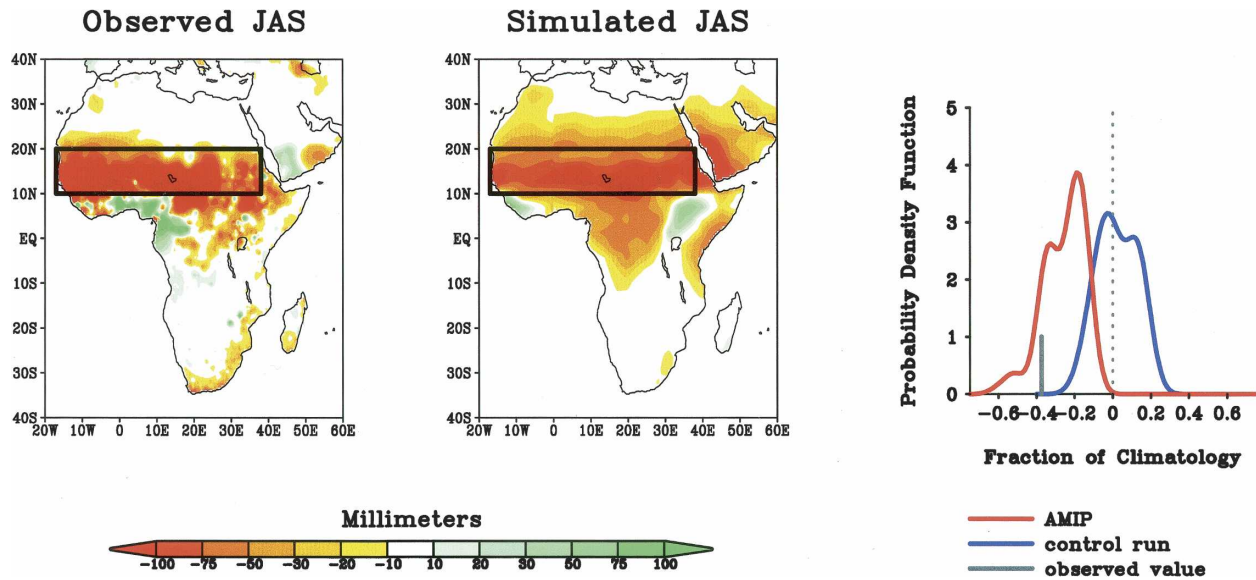 Observed JAS
Simulated JAS
40N
30N
20N
10N
EQ
10S
20S
30S
40S
20W 10W 0 10E 20E 30E 40E 50E 60E
40N
30N
20N
10N
EQ
10S
20S
30S
40S
20W 10W 0 10E 20E 30E 40E 50E 60E
Probability Density Function
5
4
3
2
1
0
-0.6 -0.4 -0.2 0 0.2 0.4 0.6
Fraction of Climatology
Millimeters
-100 -75 -50 -30 -20 -10 10 20 30 50 75 100
AMIP
control run
observed value